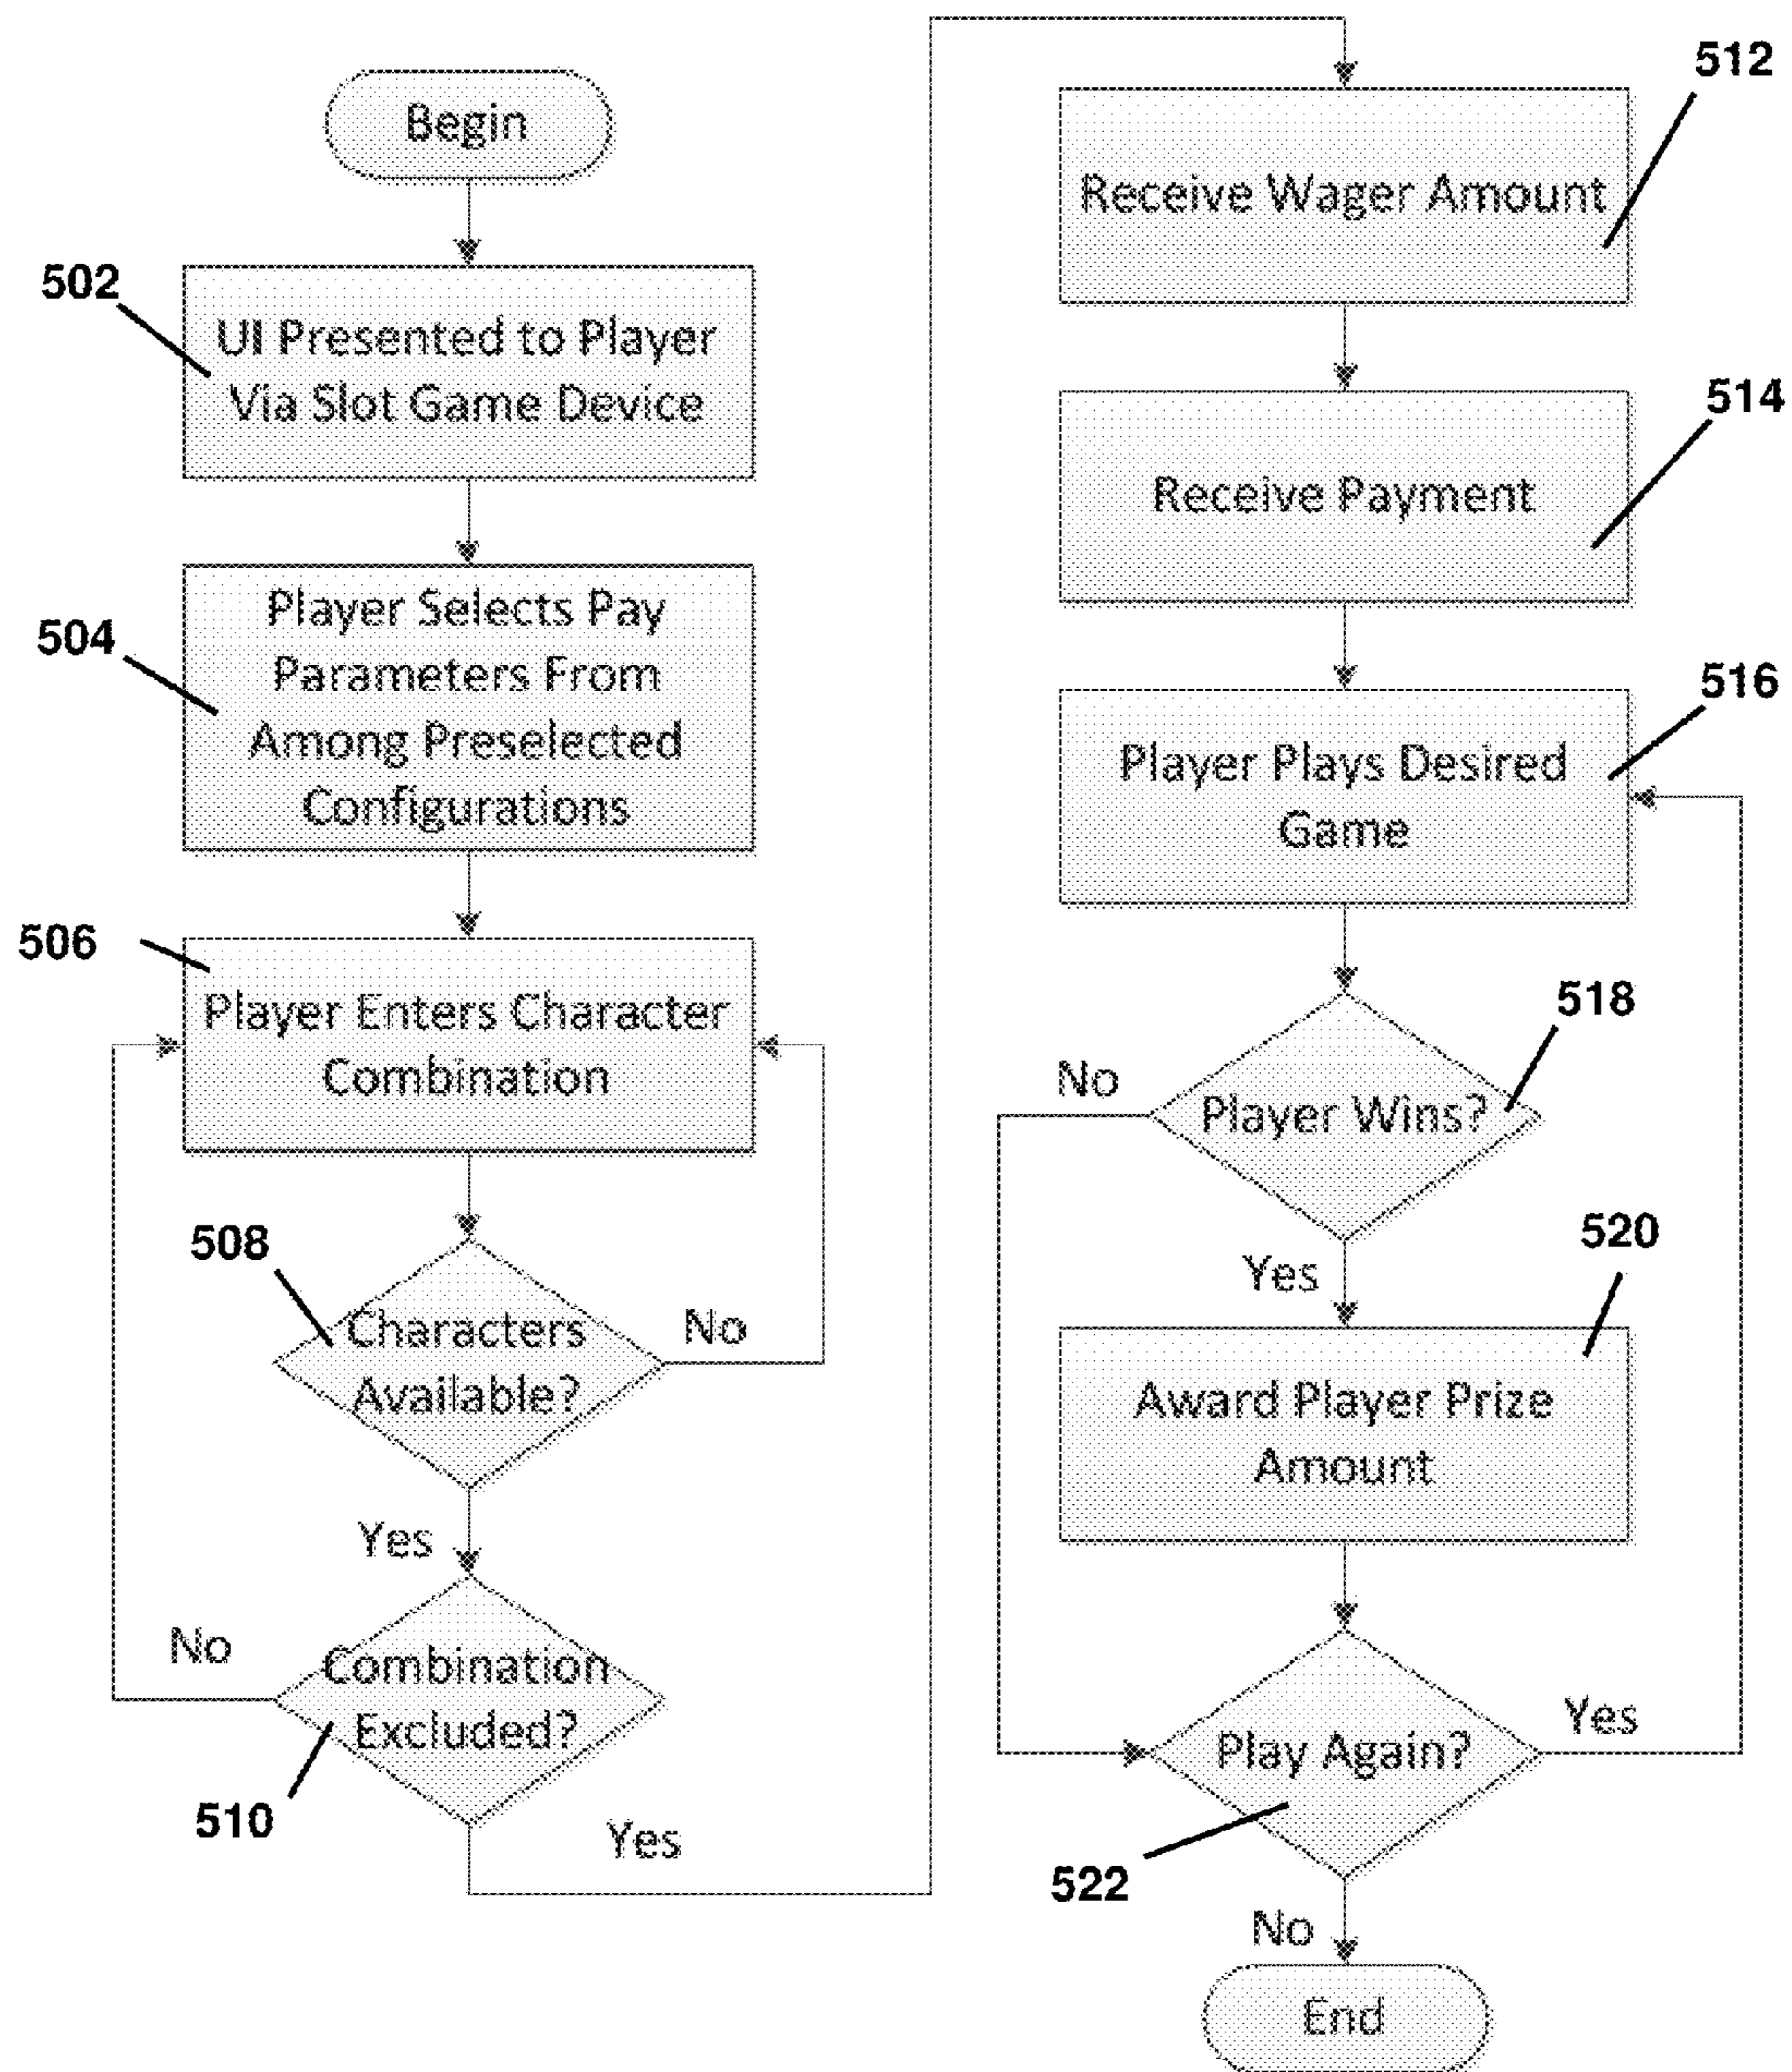 Begin
502
UI Presented to Player
Via Slot Game Device
504
Player Selects Pay
Parameters From
Among Preselected
Configurations
506
Player Enters Character
Combination
508
Characters
Available?
No
Yes
510
Combination
Excluded?
No
Yes
512
Receive Wager Amount
514
Receive Payment
516
Player Plays Desired
Game
518
Player Wins?
No
Yes
520
Award Player Prize
Amount
522
Play Again?
Yes
No
End